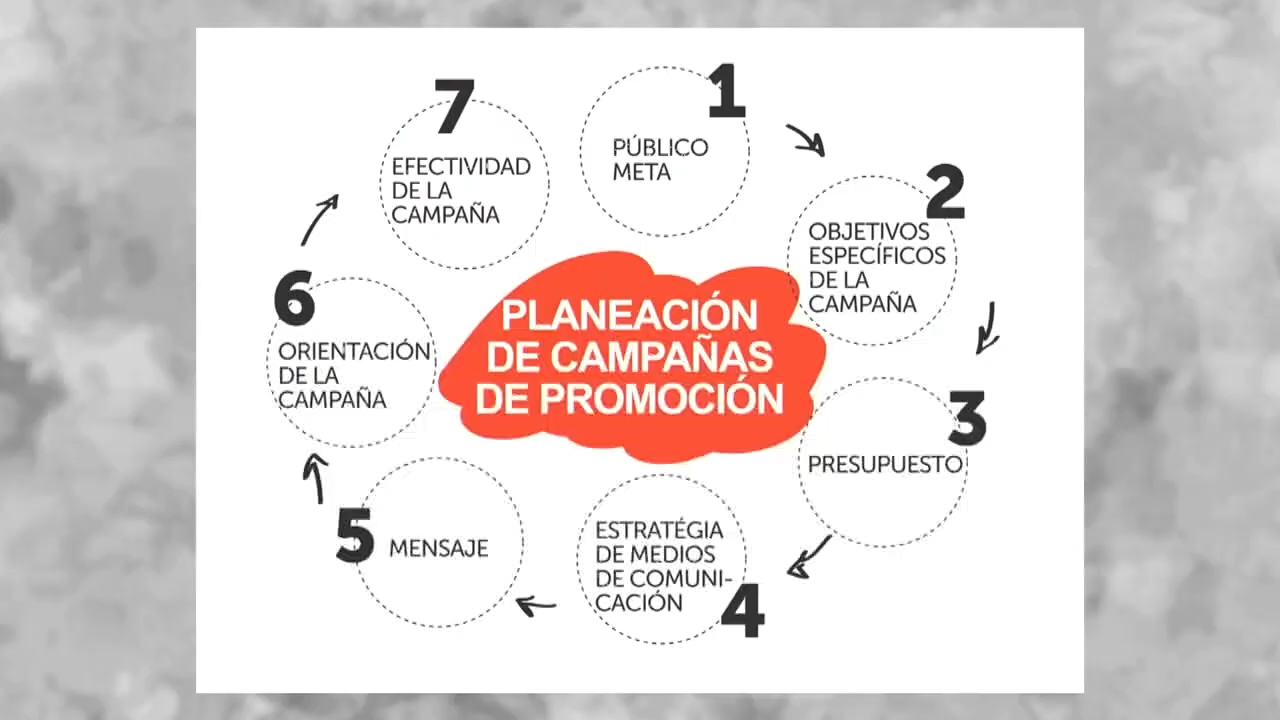 PLANEACIÓN
DE CAMPAÑAS
DE PROMOCIÓN
1
PÚBLICO
META
2
OBJETIVOS
ESPECÍFICOS
DE LA
CAMPAÑA
3
PRESUPUESTO
4
ESTRATÉGIA
DE MEDIOS
DE COMUNI-
CACIÓN
5
MENSAJE
6
ORIENTACIÓN
DE LA
CAMPAÑA
7
EFECTIVIDAD
DE LA
CAMPAÑA